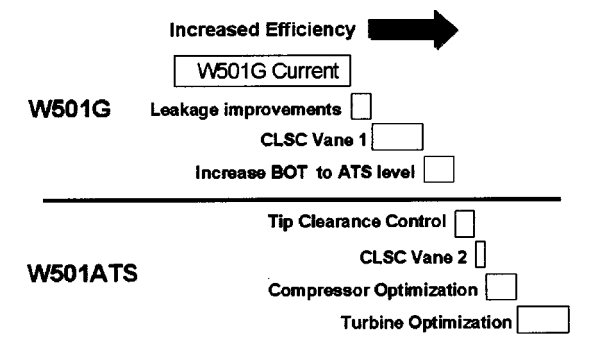 Increased Efficiency
W501G Current
W501G
Leakage improvements
CLSC Vane 1
Increase BOT to ATS level
Tip Clearance Control
CLSC Vane 2
W501ATS
Compressor Optimization
Turbine Optimization